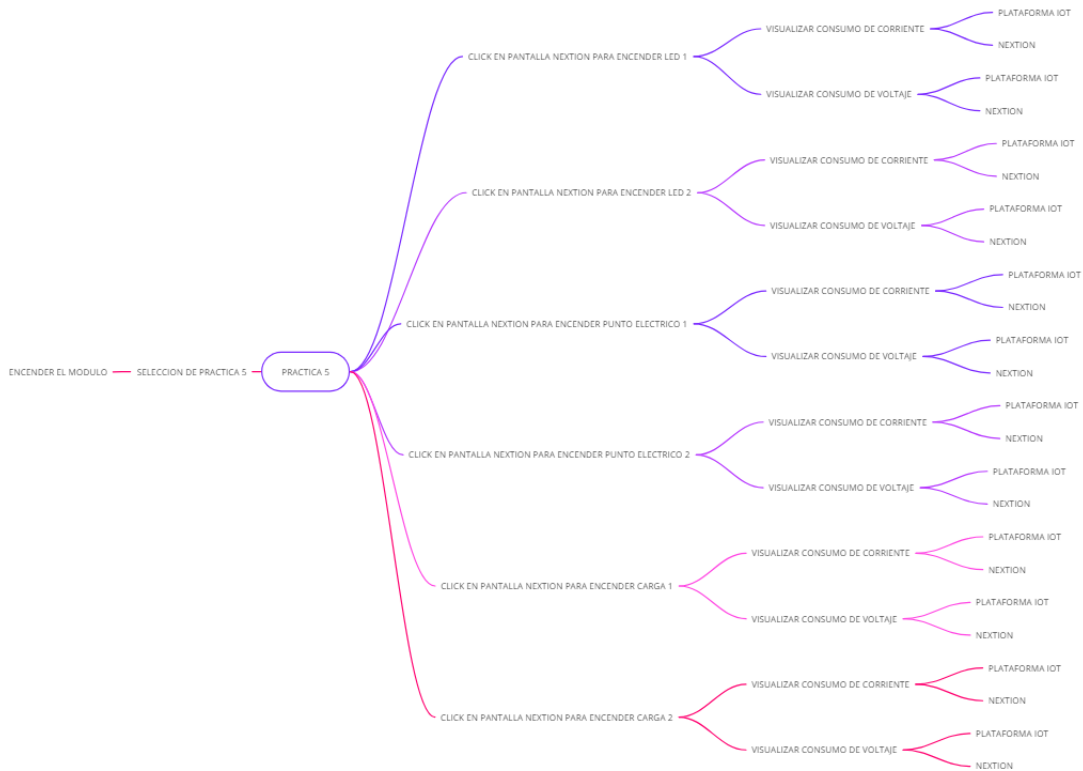 ENCENDER EL MODULO
SELECCION DE PRACTICA 5
PRACTICA 5
CLICK EN PANTALLA NEXTION PARA ENCENDER LED 1
VISUALIZAR CONSUMO DE CORRIENTE
PLATAFORMA IOT
NEXTION
VISUALIZAR CONSUMO DE VOLTAJE
PLATAFORMA IOT
NEXTION
CLICK EN PANTALLA NEXTION PARA ENCENDER LED 2
VISUALIZAR CONSUMO DE CORRIENTE
PLATAFORMA IOT
NEXTION
VISUALIZAR CONSUMO DE VOLTAJE
PLATAFORMA IOT
NEXTION
CLICK EN PANTALLA NEXTION PARA ENCENDER PUNTO ELECTRICO 1
VISUALIZAR CONSUMO DE CORRIENTE
PLATAFORMA IOT
NEXTION
VISUALIZAR CONSUMO DE VOLTAJE
PLATAFORMA IOT
NEXTION
CLICK EN PANTALLA NEXTION PARA ENCENDER PUNTO ELECTRICO 2
VISUALIZAR CONSUMO DE CORRIENTE
PLATAFORMA IOT
NEXTION
VISUALIZAR CONSUMO DE VOLTAJE
PLATAFORMA IOT
NEXTION
CLICK EN PANTALLA NEXTION PARA ENCENDER CARGA 1
VISUALIZAR CONSUMO DE CORRIENTE
PLATAFORMA IOT
NEXTION
VISUALIZAR CONSUMO DE VOLTAJE
PLATAFORMA IOT
NEXTION
CLICK EN PANTALLA NEXTION PARA ENCENDER CARGA 2
VISUALIZAR CONSUMO DE CORRIENTE
PLATAFORMA IOT
NEXTION
VISUALIZAR CONSUMO DE VOLTAJE
PLATAFORMA IOT
NEXTION